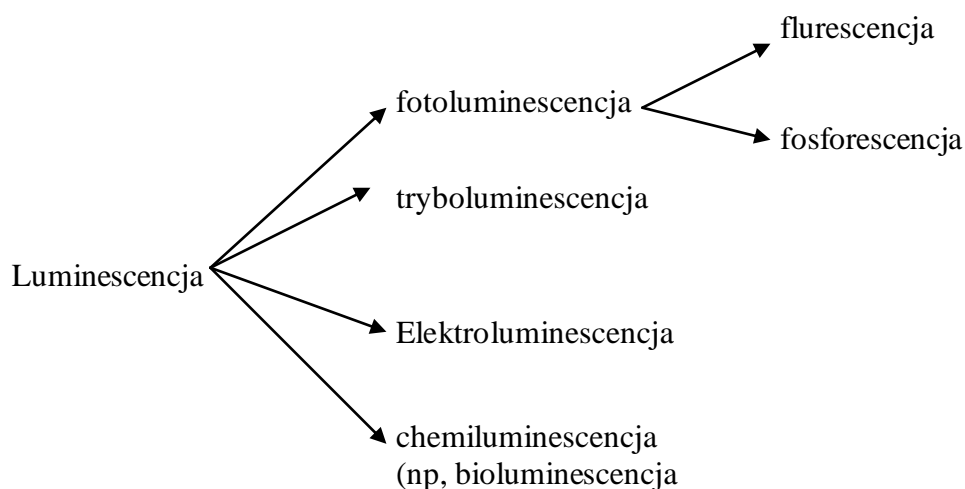 flurescencja
fotoluminescencja
fosforescencja
tryboluminescencja
Luminescencja
Elektroluminescencja
chemiluminescencja
(np, bioluminescencja